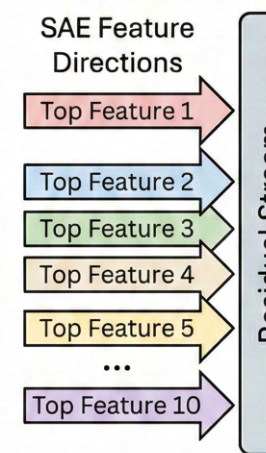 SAE Feature
Directions
Top Feature 1
Top Feature 2
Top Feature 3
Top Feature 4
Top Feature 5
...
Top Feature 10